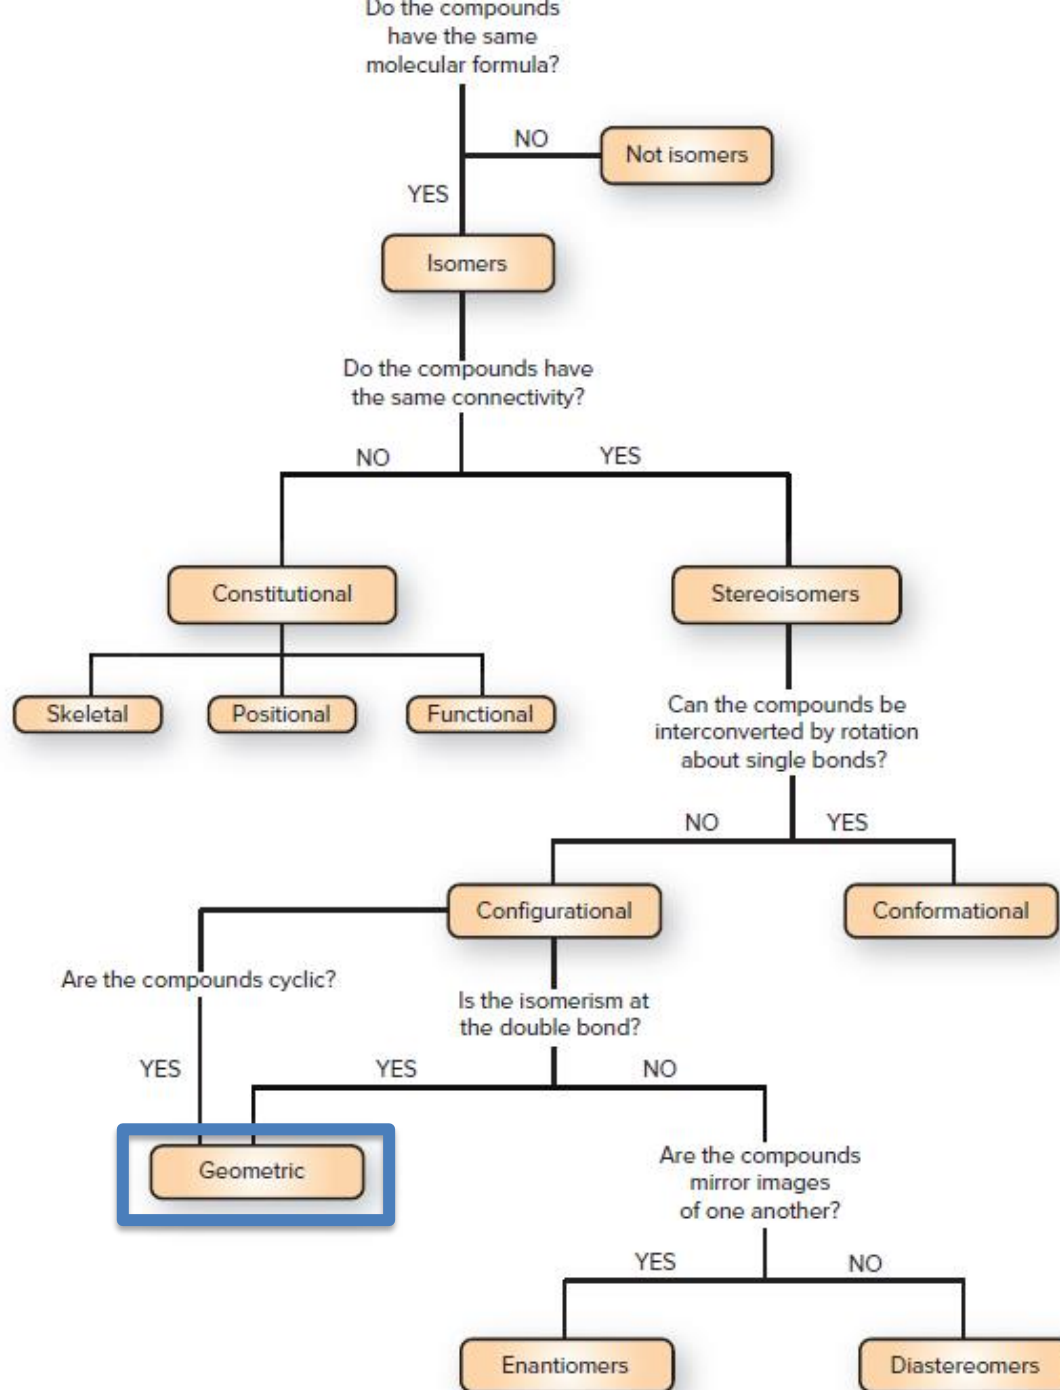 Do the compounds
have the same
molecular formula?
NO
Not isomers
YES
Isomers
Do the compounds have
the same connectivity?
NO
YES
Constitutional
Stereoisomers
Skeletal
Positional
Functional
Can the compounds be
interconverted by rotation
about single bonds?
NO
YES
Configurational
Conformational
Are the compounds cyclic?
Is the isomerism at
the double bond?
YES
YES
NO
Geometric
Are the compounds
mirror images
of one another?
YES
NO
Enantiomers
Diastereomers